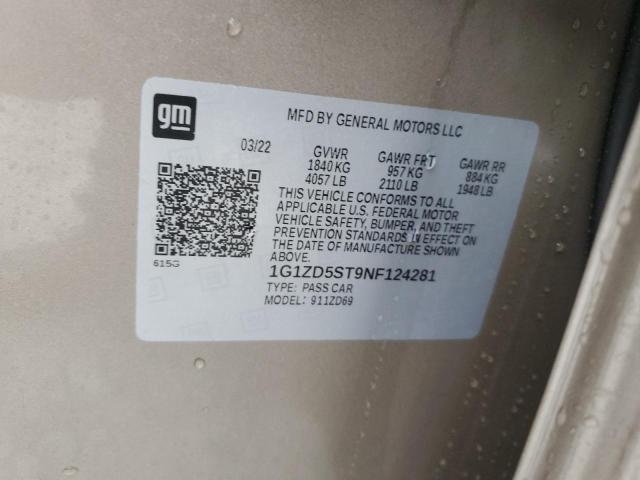 gm
MFD BY GENERAL MOTORS LLC
03/22 GVWR GAWR FRT GAWR RR
1840 KG 957 KG 884 KG
4057 LB 2110 LB 1948 LB
THIS VEHICLE CONFORMS TO ALL
APPLICABLE U.S. FEDERAL MOTOR
VEHICLE SAFETY, BUMPER, AND THEFT
PREVENTION STANDARDS IN EFFECT ON
THE DATE OF MANUFACTURE SHOWN
ABOVE.
615G
1G1ZD5ST9NF124281
TYPE: PASS CAR
MODEL: 911ZD69